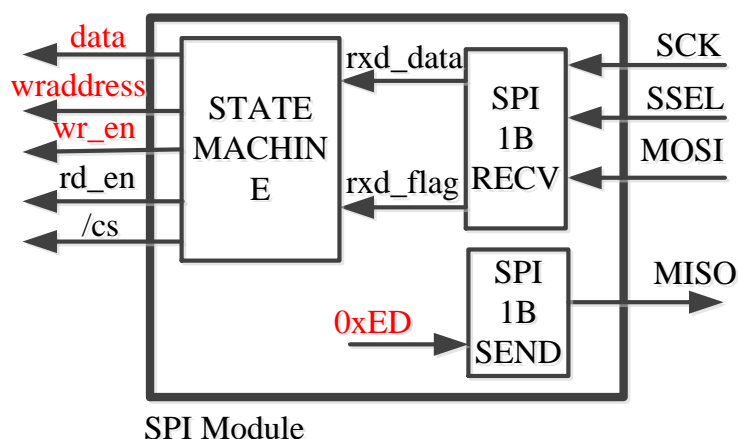 data
wraddress
wr_en
rd_en
/cs
STATE
MACHIN
E
rxd_data
rxd_flag
SPI
1B
RECV
SCK
SSEL
MOSI
SPI
1B
SEND
0xED
MISO
SPI Module